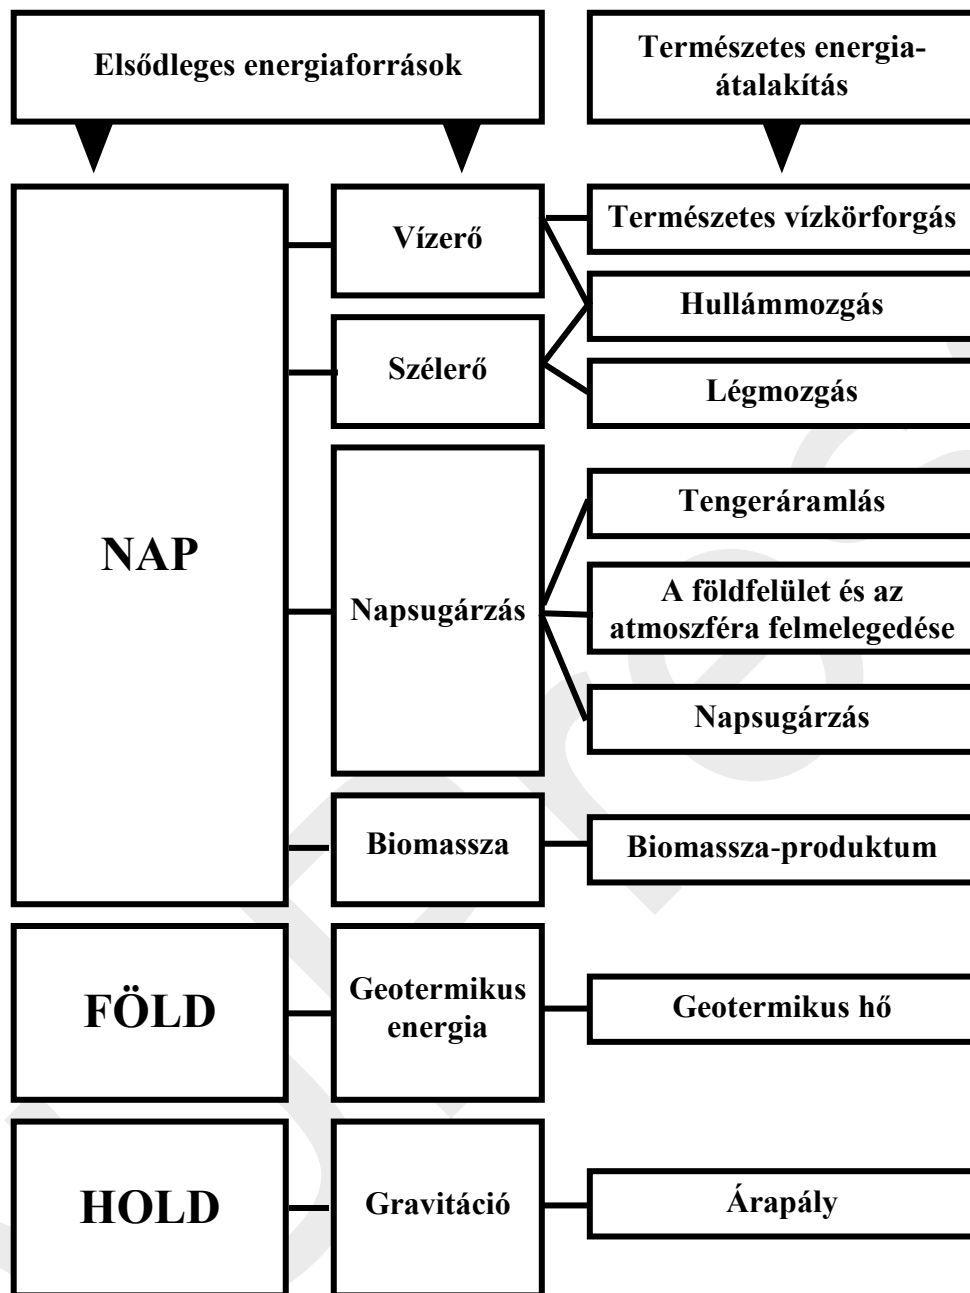 Elsődleges energiaforrások
Természetes energia-
átalakítás
NAP
Vízerő
Természetes vízkörforgás
Hullámmozgás
Szélerő
Légmozgás
Napsugárzás
Tengeráramlás
A földfelület és az
atmoszféra felmelegedése
Napsugárzás
Biomassza
Biomassza-produktum
FÖLD
Geotermikus
energia
Geotermikus hő
HOLD
Gravitáció
Árapály